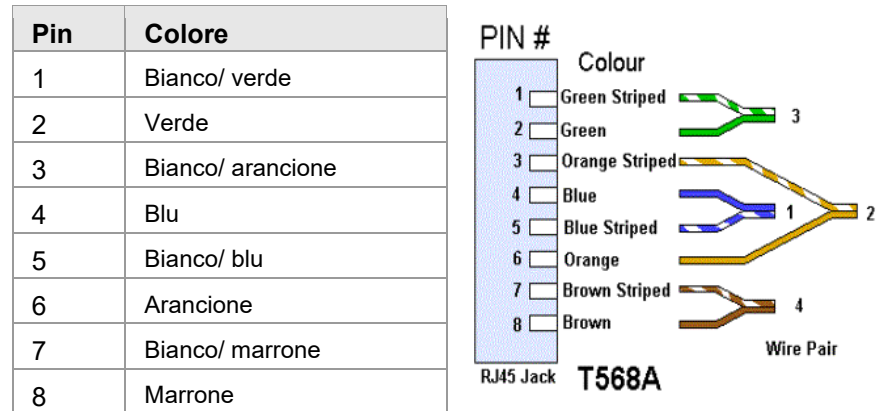 Pin Colore
1 Bianco/ verde
2 Verde
3 Bianco/ arancione
4 Blu
5 Bianco/ blu
6 Arancione
7 Bianco/ marrone
8 Marrone
PIN #
Colour
1 Green Striped
3
2 Green
3 Orange Striped
4 Blue
1 2
5 Blue Striped
6 Orange
7 Brown Striped
4
8 Brown
Wire Pair
RJ45 Jack T568A